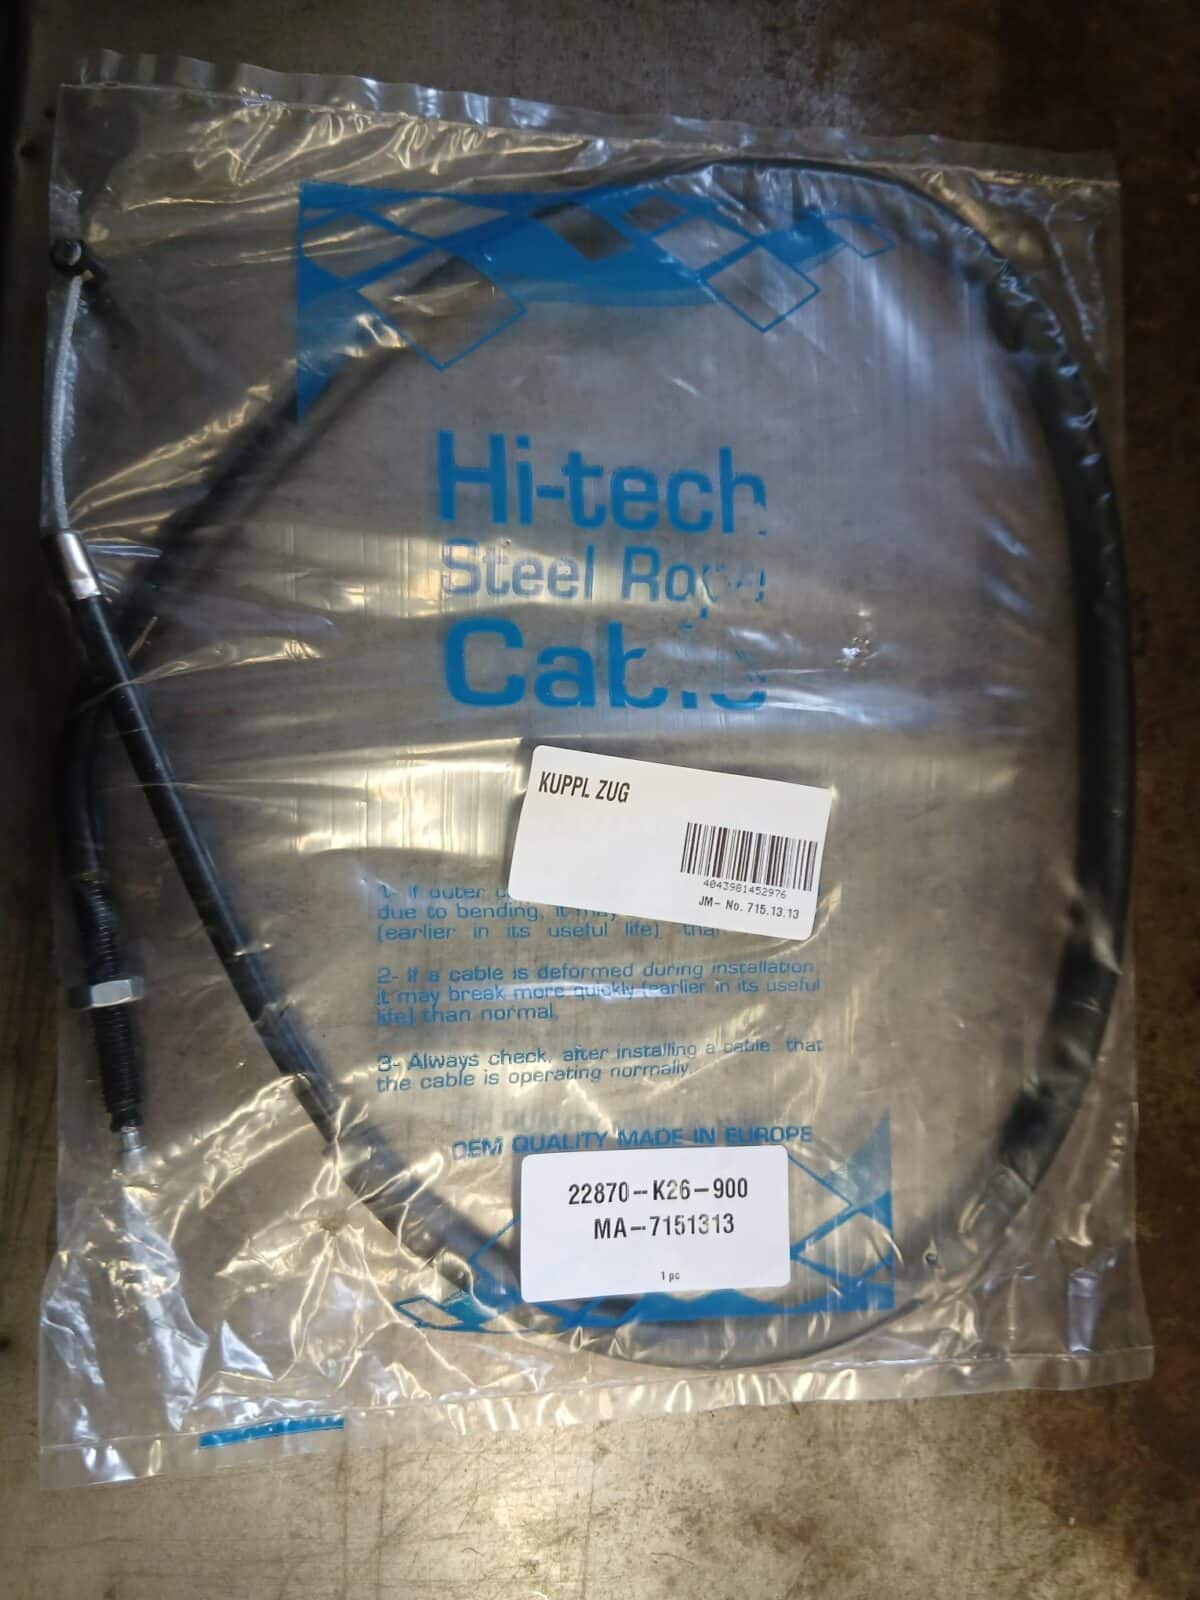 Hi-tech
Steel Rope
Cable
KUPPL ZUG
4043981452976
JM- No. 715.13.13
1- If outer
due to bending, it may
(earlier in its useful life) than
2- If a cable is deformed during installation,
it may break more quickly (earlier in its useful
life) than normal.
3- Always check, after installing a cable, that
the cable is operating normally.
OEM QUALITY MADE IN EUROPE
22870-K26-900
MA-7151313
1 pc